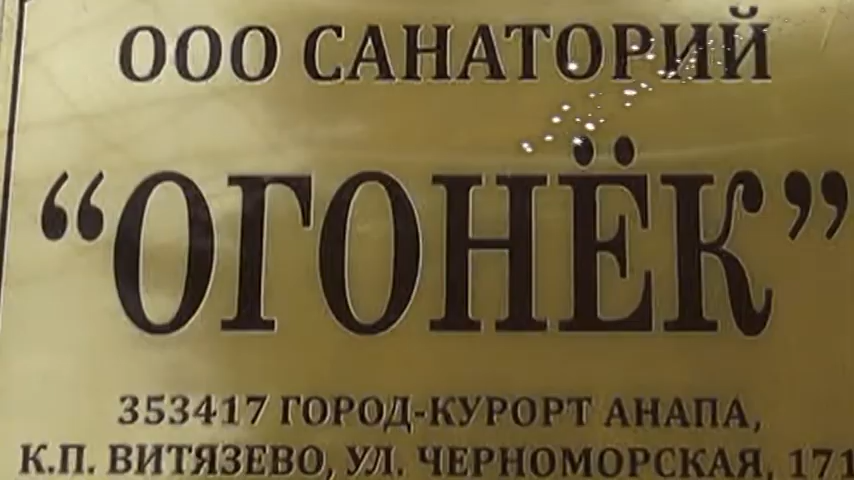 ООО САНАТОРИЙ
“ОГОНЁК”
353417 ГОРОД-КУРОРТ АНАПА,
К.П. ВИТЯЗЕВО, УЛ. ЧЕРНОМОРСКАЯ, 171